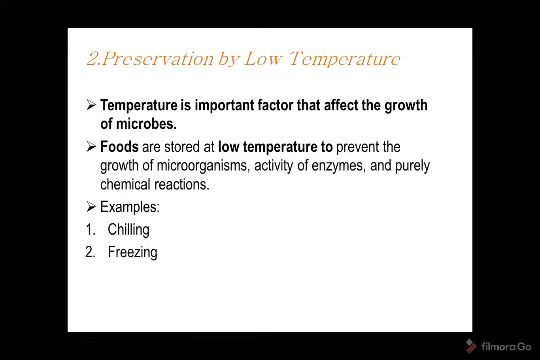 2.Preservation by Low Temperature
➢ Temperature is important factor that affect the growth
of microbes.
➢ Foods are stored at low temperature to prevent the
growth of microorganisms, activity of enzymes, and purely
chemical reactions.
➢ Examples:
1. Chilling
2. Freezing
filmora Go